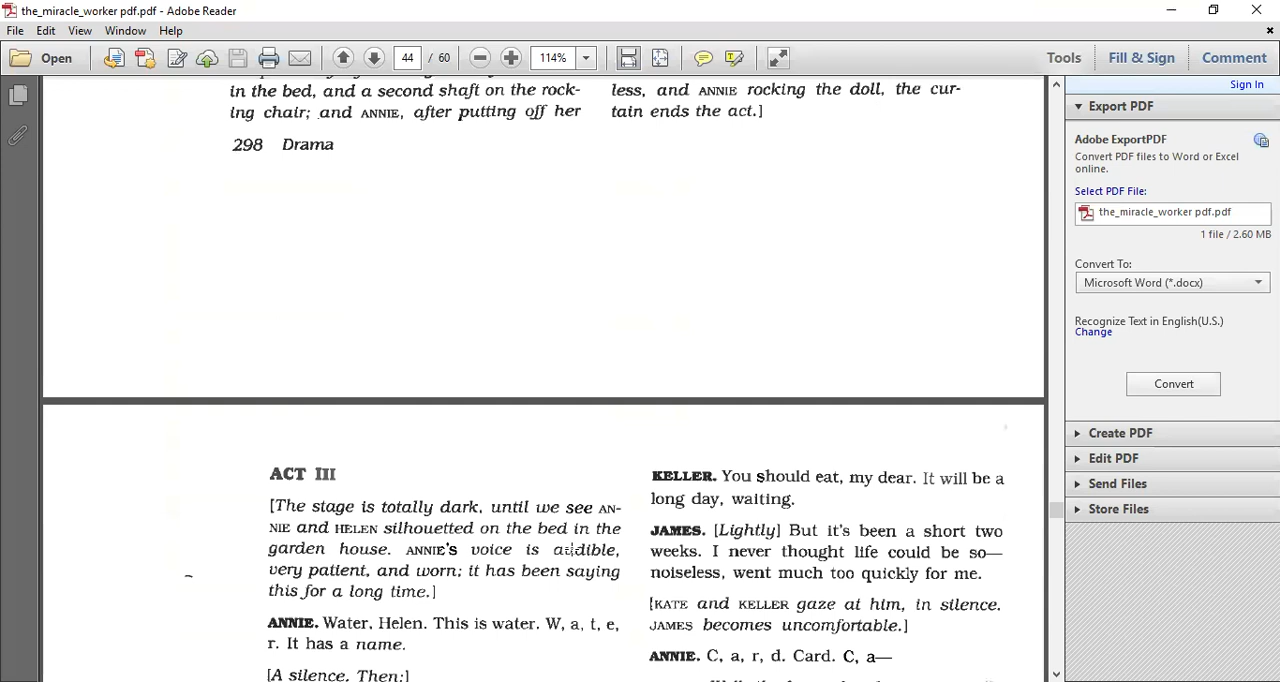 the_miracle_worker pdf.pdf - Adobe Reader
File Edit View Window Help
Open 44 / 60 114% Tools Fill & Sign Comment
in the bed, and a second shaft on the rock-
ing chair; and ANNIE, after putting off her
298 Drama
less, and ANNIE rocking the doll, the cur-
tain ends the act.]
ACT III
[The stage is totally dark, until we see AN-
NIE and HELEN silhouetted on the bed in the
garden house. ANNIE's voice is audible,
very patient, and worn; it has been saying
this for a long time.]
ANNIE. Water, Helen. This is water. W, a, t, e,
r. It has a name.
[A silence. Then:]
KELLER. You should eat, my dear. It will be a
long day, waiting.
JAMES. [Lightly] But it's been a short two
weeks. I never thought life could be so—
noiseless, went much too quickly for me.
[KATE and KELLER gaze at him, in silence.
JAMES becomes uncomfortable.]
ANNIE. C, a, r, d. Card. C, a—
Sign In
Export PDF
Adobe ExportPDF
Convert PDF files to Word or Excel
online.
Select PDF File:
the_miracle_worker pdf.pdf
1 file / 2.60 MB
Convert To:
Microsoft Word (*.docx)
Recognize Text in English(U.S.)
Change
Convert
Create PDF
Edit PDF
Send Files
Store Files